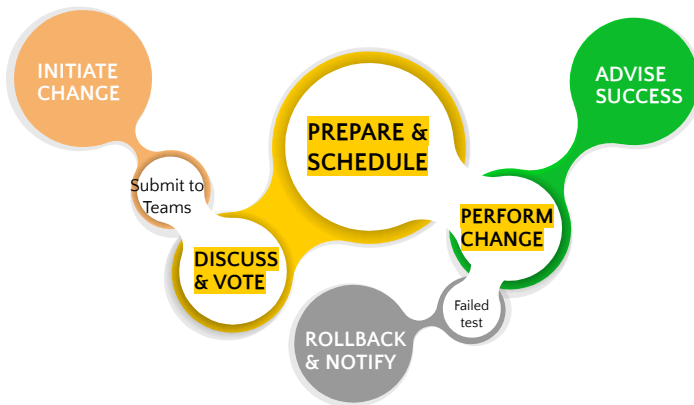 INITIATE
CHANGE
Submit to
Teams
DISCUSS
& VOTE
PREPARE &
SCHEDULE
PERFORM
CHANGE
ADVISE
SUCCESS
Failed
test
ROLLBACK
& NOTIFY